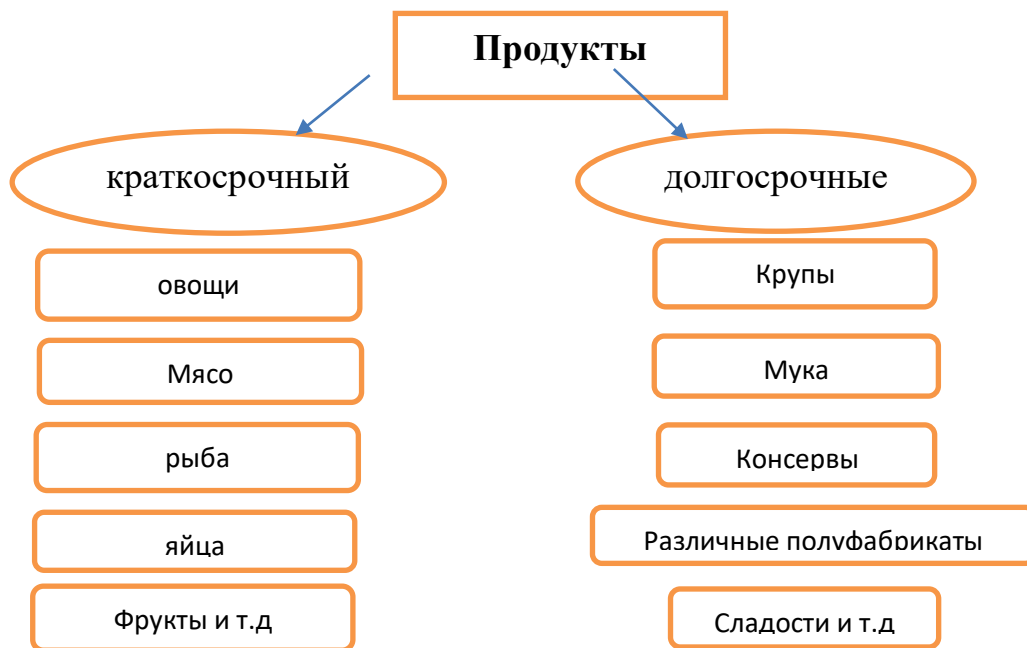 Продукты
краткосрочный
долгосрочные
овощи
Мясо
рыба
яйца
Фрукты и т.д
Крупы
Мука
Консервы
Различные полуфабрикаты
Сладости и т.д